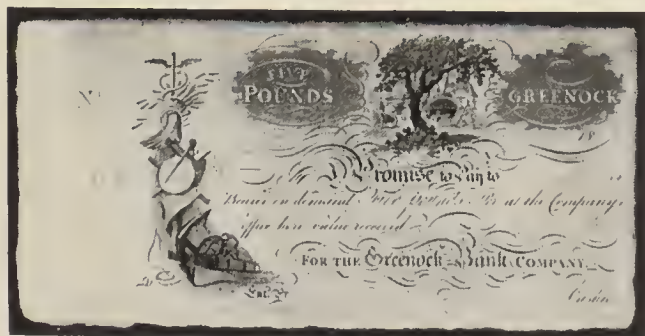 FIVE
POUNDS
GREENOCK
No
18
Promise to pay to
Bearer on demand Five Pounds at the Company's
Office here value received
FOR THE Greenock Bank COMPANY